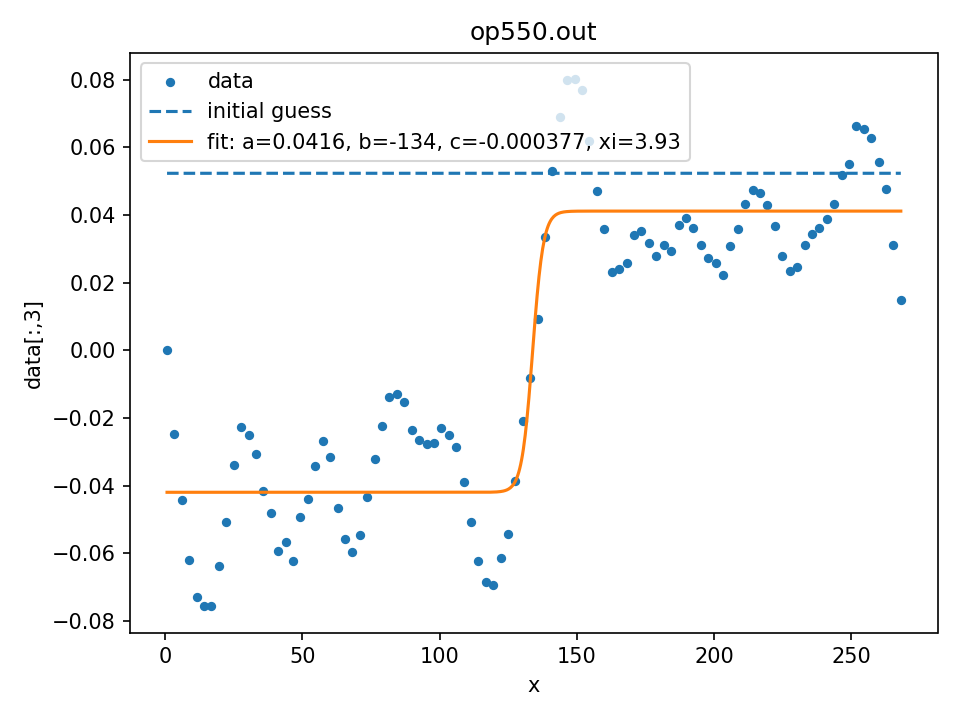 op550.out
data
initial guess
fit: a=0.0416, b=-134, c=-0.000377, xi=3.93
0.08
0.06
0.04
0.02
0.00
−0.02
−0.04
−0.06
−0.08
data[:,3]
0 50 100 150 200 250
x